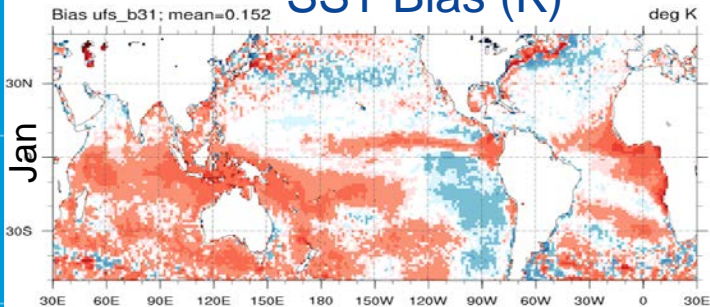 SST Bias (K)
Bias ufs_b31; mean=0.152 deg K
Jan
30N
30S
30E 60E 90E 120E 150E 180 150W 120W 90W 60W 30W 0 30E